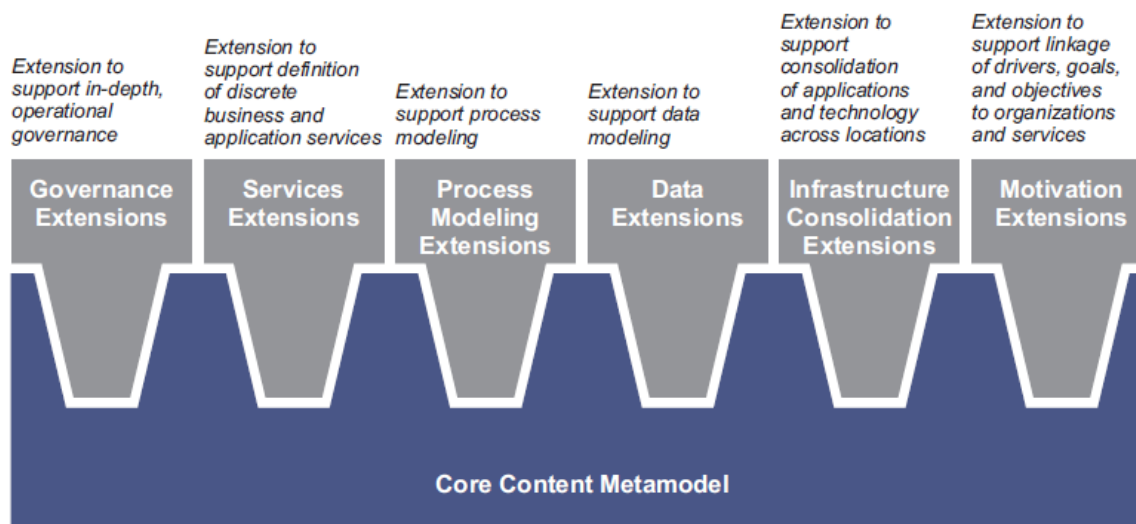 Extension to
support in-depth,
operational
governance
Extension to
support definition
of discrete
business and
application services
Extension to
support process
modeling
Extension to
support data
modeling
Extension to
support
consolidation
of applications
and technology
across locations
Extension to
support linkage
of drivers, goals,
and objectives
to organizations
and services
Governance
Extensions
Services
Extensions
Process
Modeling
Extensions
Data
Extensions
Infrastructure
Consolidation
Extensions
Motivation
Extensions
Core Content Metamodel